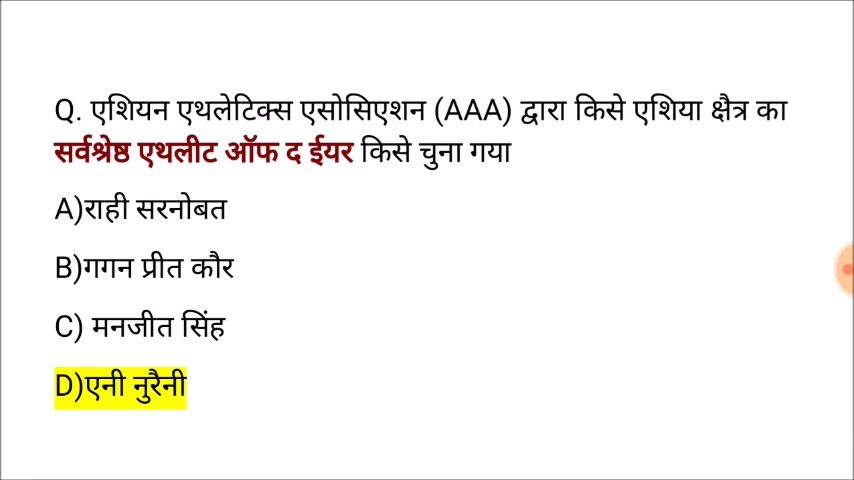 Q. एशियन एथलेटिक्स एसोसिएशन (AAA) द्वारा किसे एशिया क्षैत्र का
सर्वश्रेष्ठ एथलीट ऑफ द ईयर किसे चुना गया
A)राही सरनोबत
B)गगन प्रीत कौर
C) मनजीत सिंह
D)एनी नुरैनी